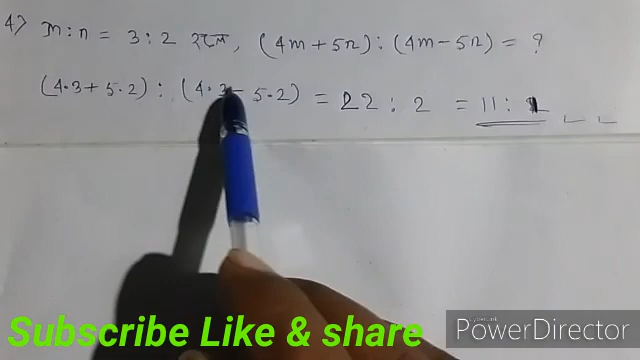 4) m:n = 3:2 হলে, (4m+5n):(4m-5n) = ?
(4·3+5·2) : (4·3-5·2) = 22 : 2 = 11 : 1
Subscribe Like & share
CyberLink
PowerDirector